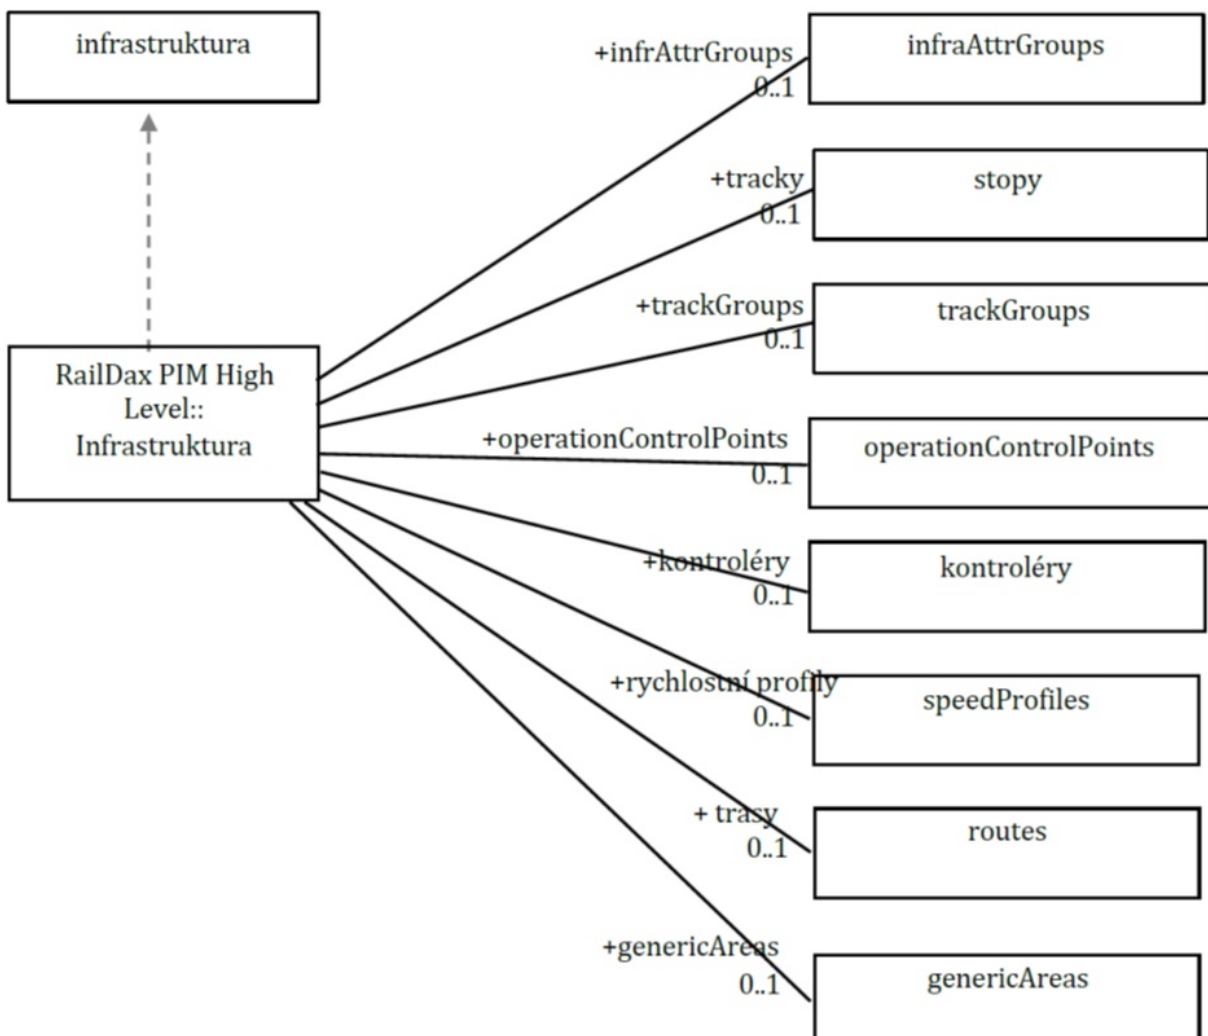 infrastruktura
+infrAttrGroups
0..1
infraAttrGroups
+tracky
0..1
stopy
+trackGroups
0..1
trackGroups
RailDax PIM High
Level::
Infrastruktura
+operationControlPoints
0..1
operationControlPoints
+kontroléry
0..1
kontroléry
+rychlostní profily
0..1
speedProfiles
+ trasy
0..1
routes
+genericAreas
0..1
genericAreas